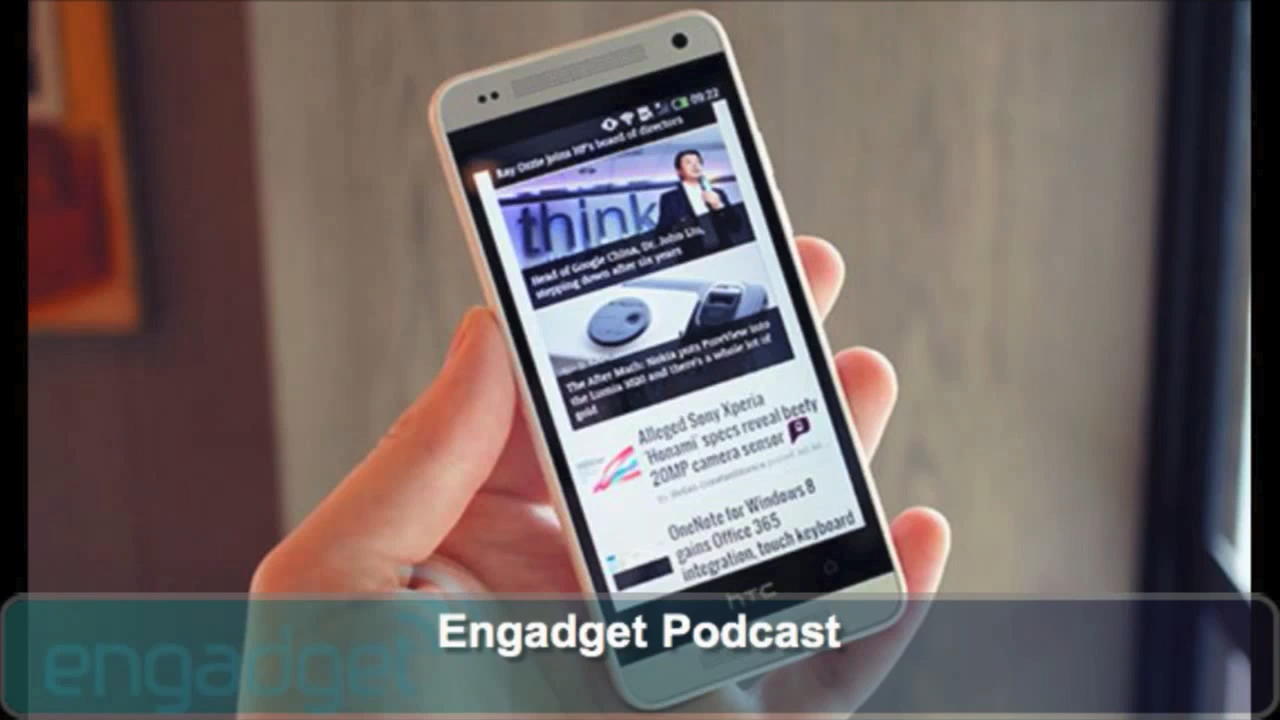 09:22
Ray Ozzie joins HP's board of directors
think
Head of Google China, Dr. John Liu,
stepping down after six years
The After Math: Nokia puts PureView into
the Lumia 1020 and there's a whole lot of
gold
Alleged Sony Xperia
'Honami' specs reveal beefy
20MP camera sensor
OneNote for Windows 8
gains Office 365
integration, touch keyboard
hTC
Engadget Podcast
engadget